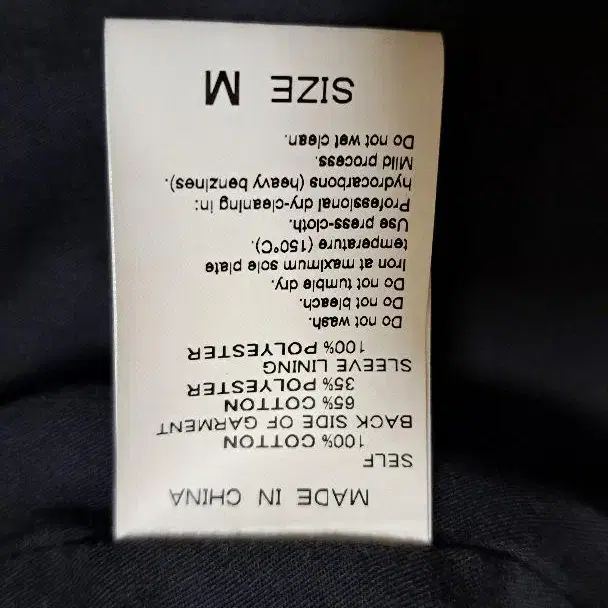 MADE IN CHINA
SELF
100% COTTON
BACK SIDE OF GARMENT
65% COTTON
35% POLYESTER
SLEEVE LINING
100% POLYESTER
Do not wash.
Do not bleach.
Do not tumble dry.
Iron at maximum sole plate
temperature (150°C).
Use press-cloth.
Professional dry-cleaning in:
hydrocarbons (heavy benzines).
Mild process.
Do not wet clean.
SIZE M